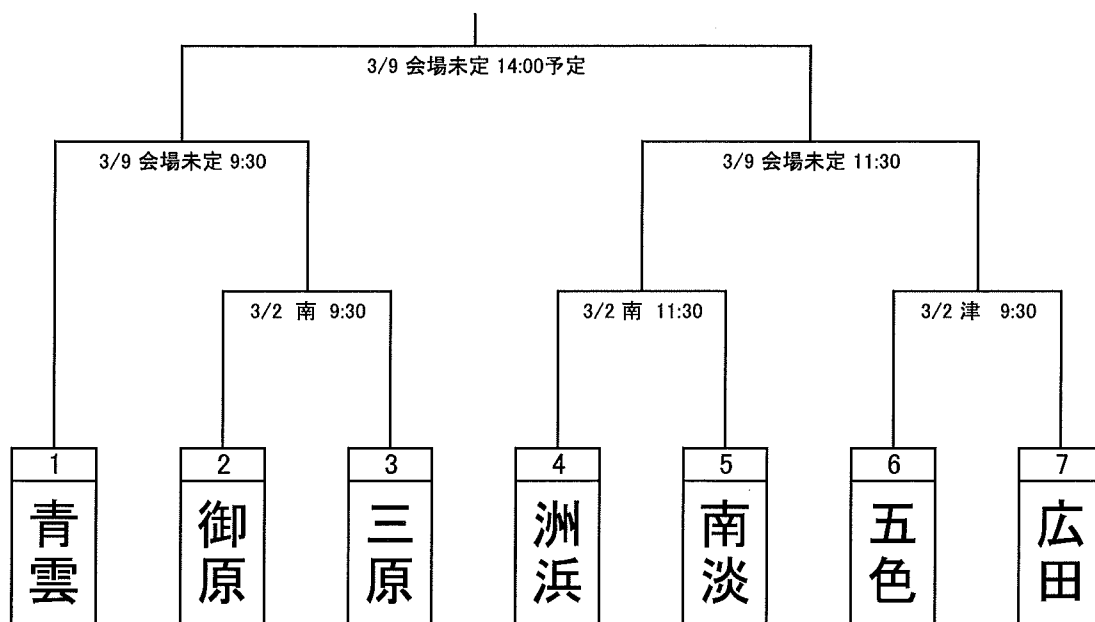 3/9 会場未定 14:00予定
3/9 会場未定 9:30
3/9 会場未定 11:30
3/2 南 9:30
3/2 南 11:30
3/2 津 9:30
1
2
3
4
5
6
7
青雲
御原
三原
洲浜
南淡
五色
広田